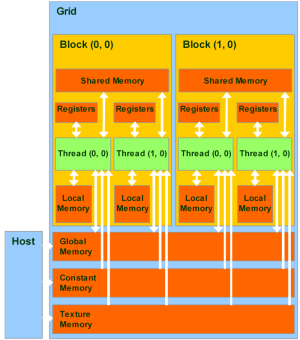 Grid
Block (0, 0)
Block (1, 0)
Shared Memory
Shared Memory
Registers
Registers
Registers
Registers
Thread (0, 0)
Thread (1, 0)
Thread (0, 0)
Thread (1, 0)
Local
Memory
Local
Memory
Local
Memory
Local
Memory
Host
Global
Memory
Constant
Memory
Texture
Memory